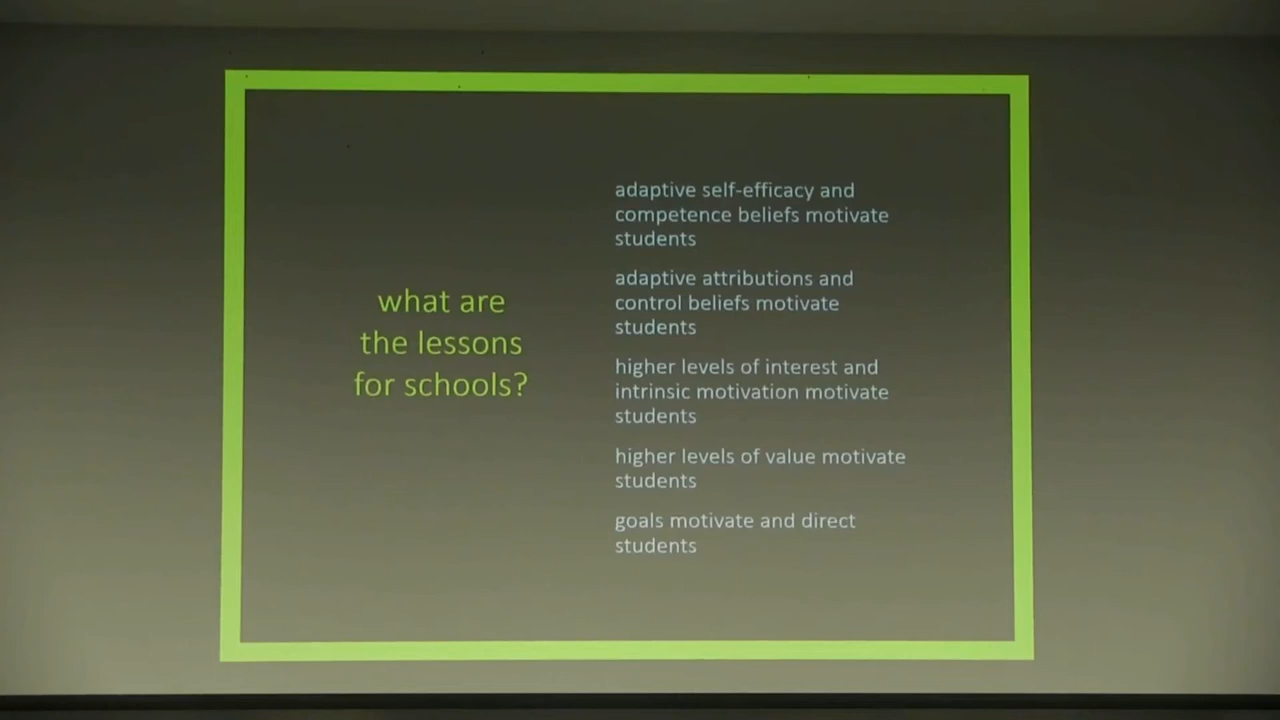 what are
the lessons
for schools?
adaptive self-efficacy and
competence beliefs motivate
students
adaptive attributions and
control beliefs motivate
students
higher levels of interest and
intrinsic motivation motivate
students
higher levels of value motivate
students
goals motivate and direct
students